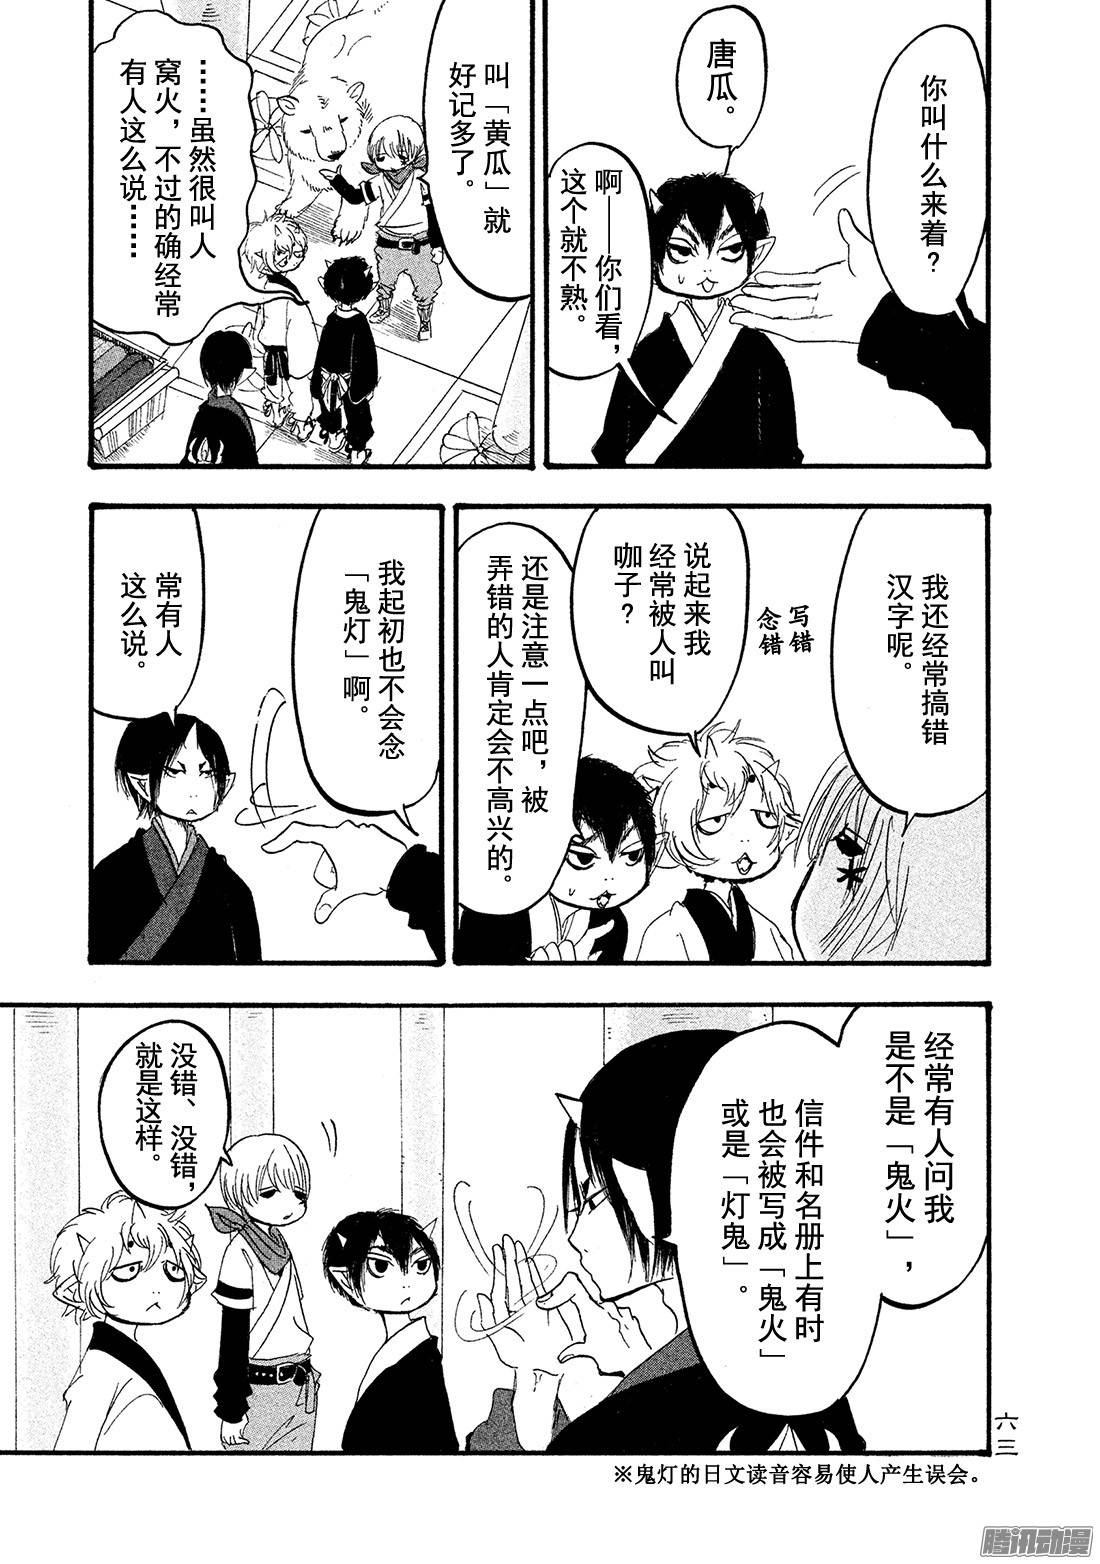 你叫什么来着?
唐瓜。
啊——你们看，
这个就不熟。
叫「黄瓜」就
好记多了。
……虽然很叫人
窝火，不过的确经常
有人这么说……
我还经常搞错
汉字呢。
写错
念错
说起来我
经常被人叫
咖子?
还是注意一点吧，被
弄错的人肯定会不高兴的。
我起初也不会念
「鬼灯」啊。
常有人
这么说。
经常有人问我
是不是「鬼火」，
信件和名册上有时
也会被写成「鬼火」
或是「灯鬼」。
没错、没错，
就是这样。
六三
※鬼灯的日文读音容易使人产生误会。
腾讯动漫